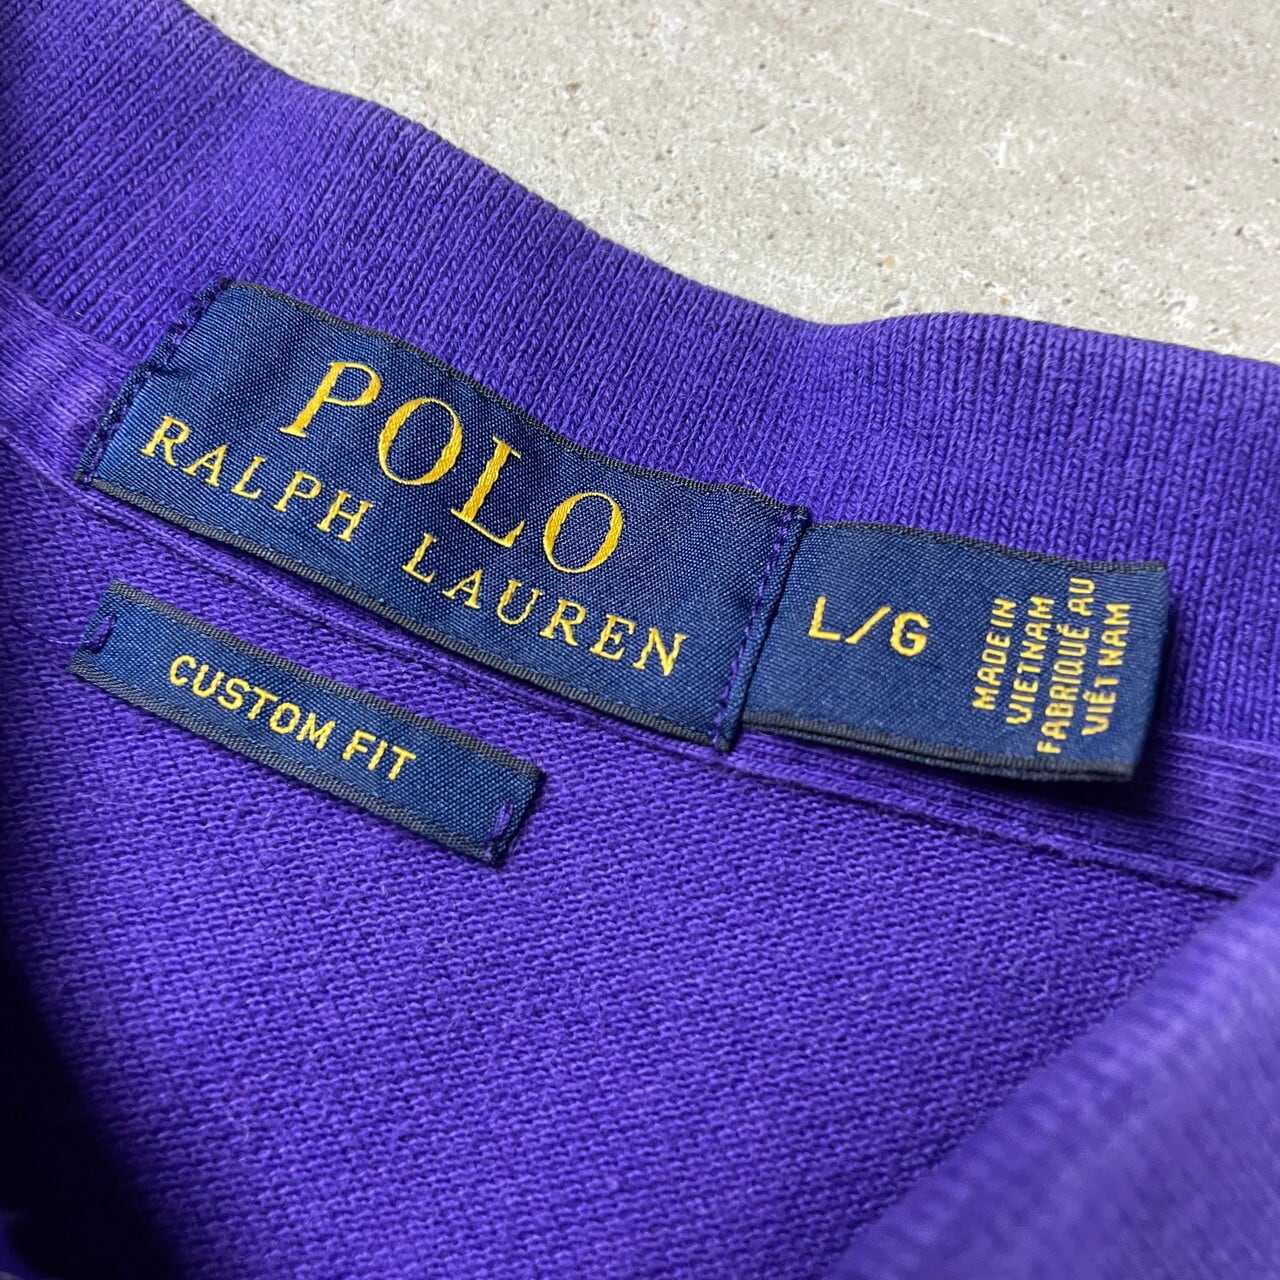 POLO
RALPH LAUREN
L/G
MADE IN
VIETNAM
FABRIQUÉ AU
VIÊT NAM
CUSTOM FIT